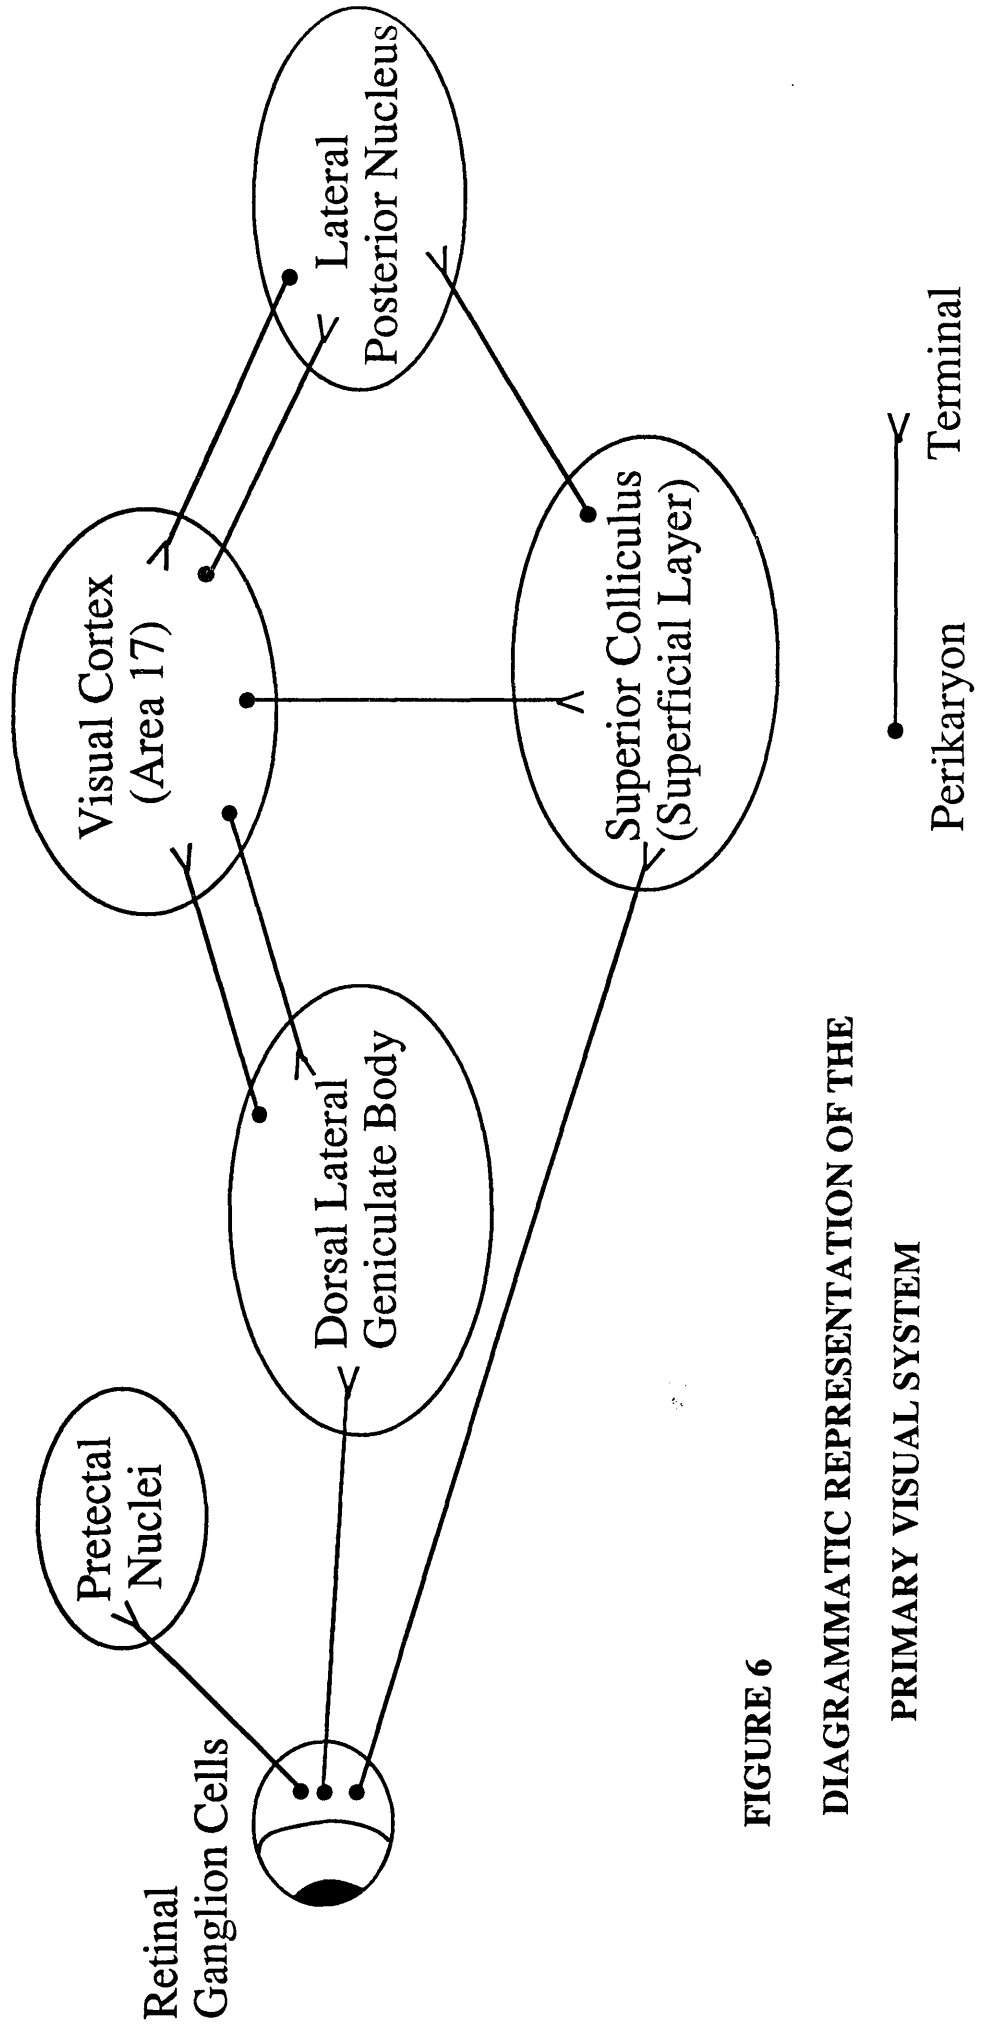 Retinal
Ganglion Cells
Pretectal
Nuclei
Dorsal Lateral
Geniculate Body
Visual Cortex
(Area 17)
Superior Colliculus
(Superficial Layer)
Lateral
Posterior Nucleus
Perikaryon
Terminal
FIGURE 6
DIAGRAMMATIC REPRESENTATION OF THE
PRIMARY VISUAL SYSTEM